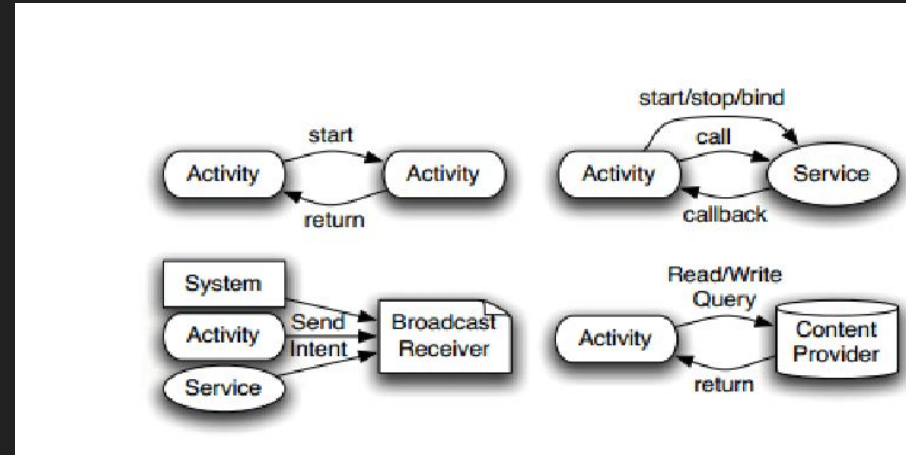 start
Activity
Activity
return
start/stop/bind
call
Activity
Service
callback
System
Activity
Service
Send
Intent
Broadcast
Receiver
Read/Write
Query
Activity
Content
Provider
return